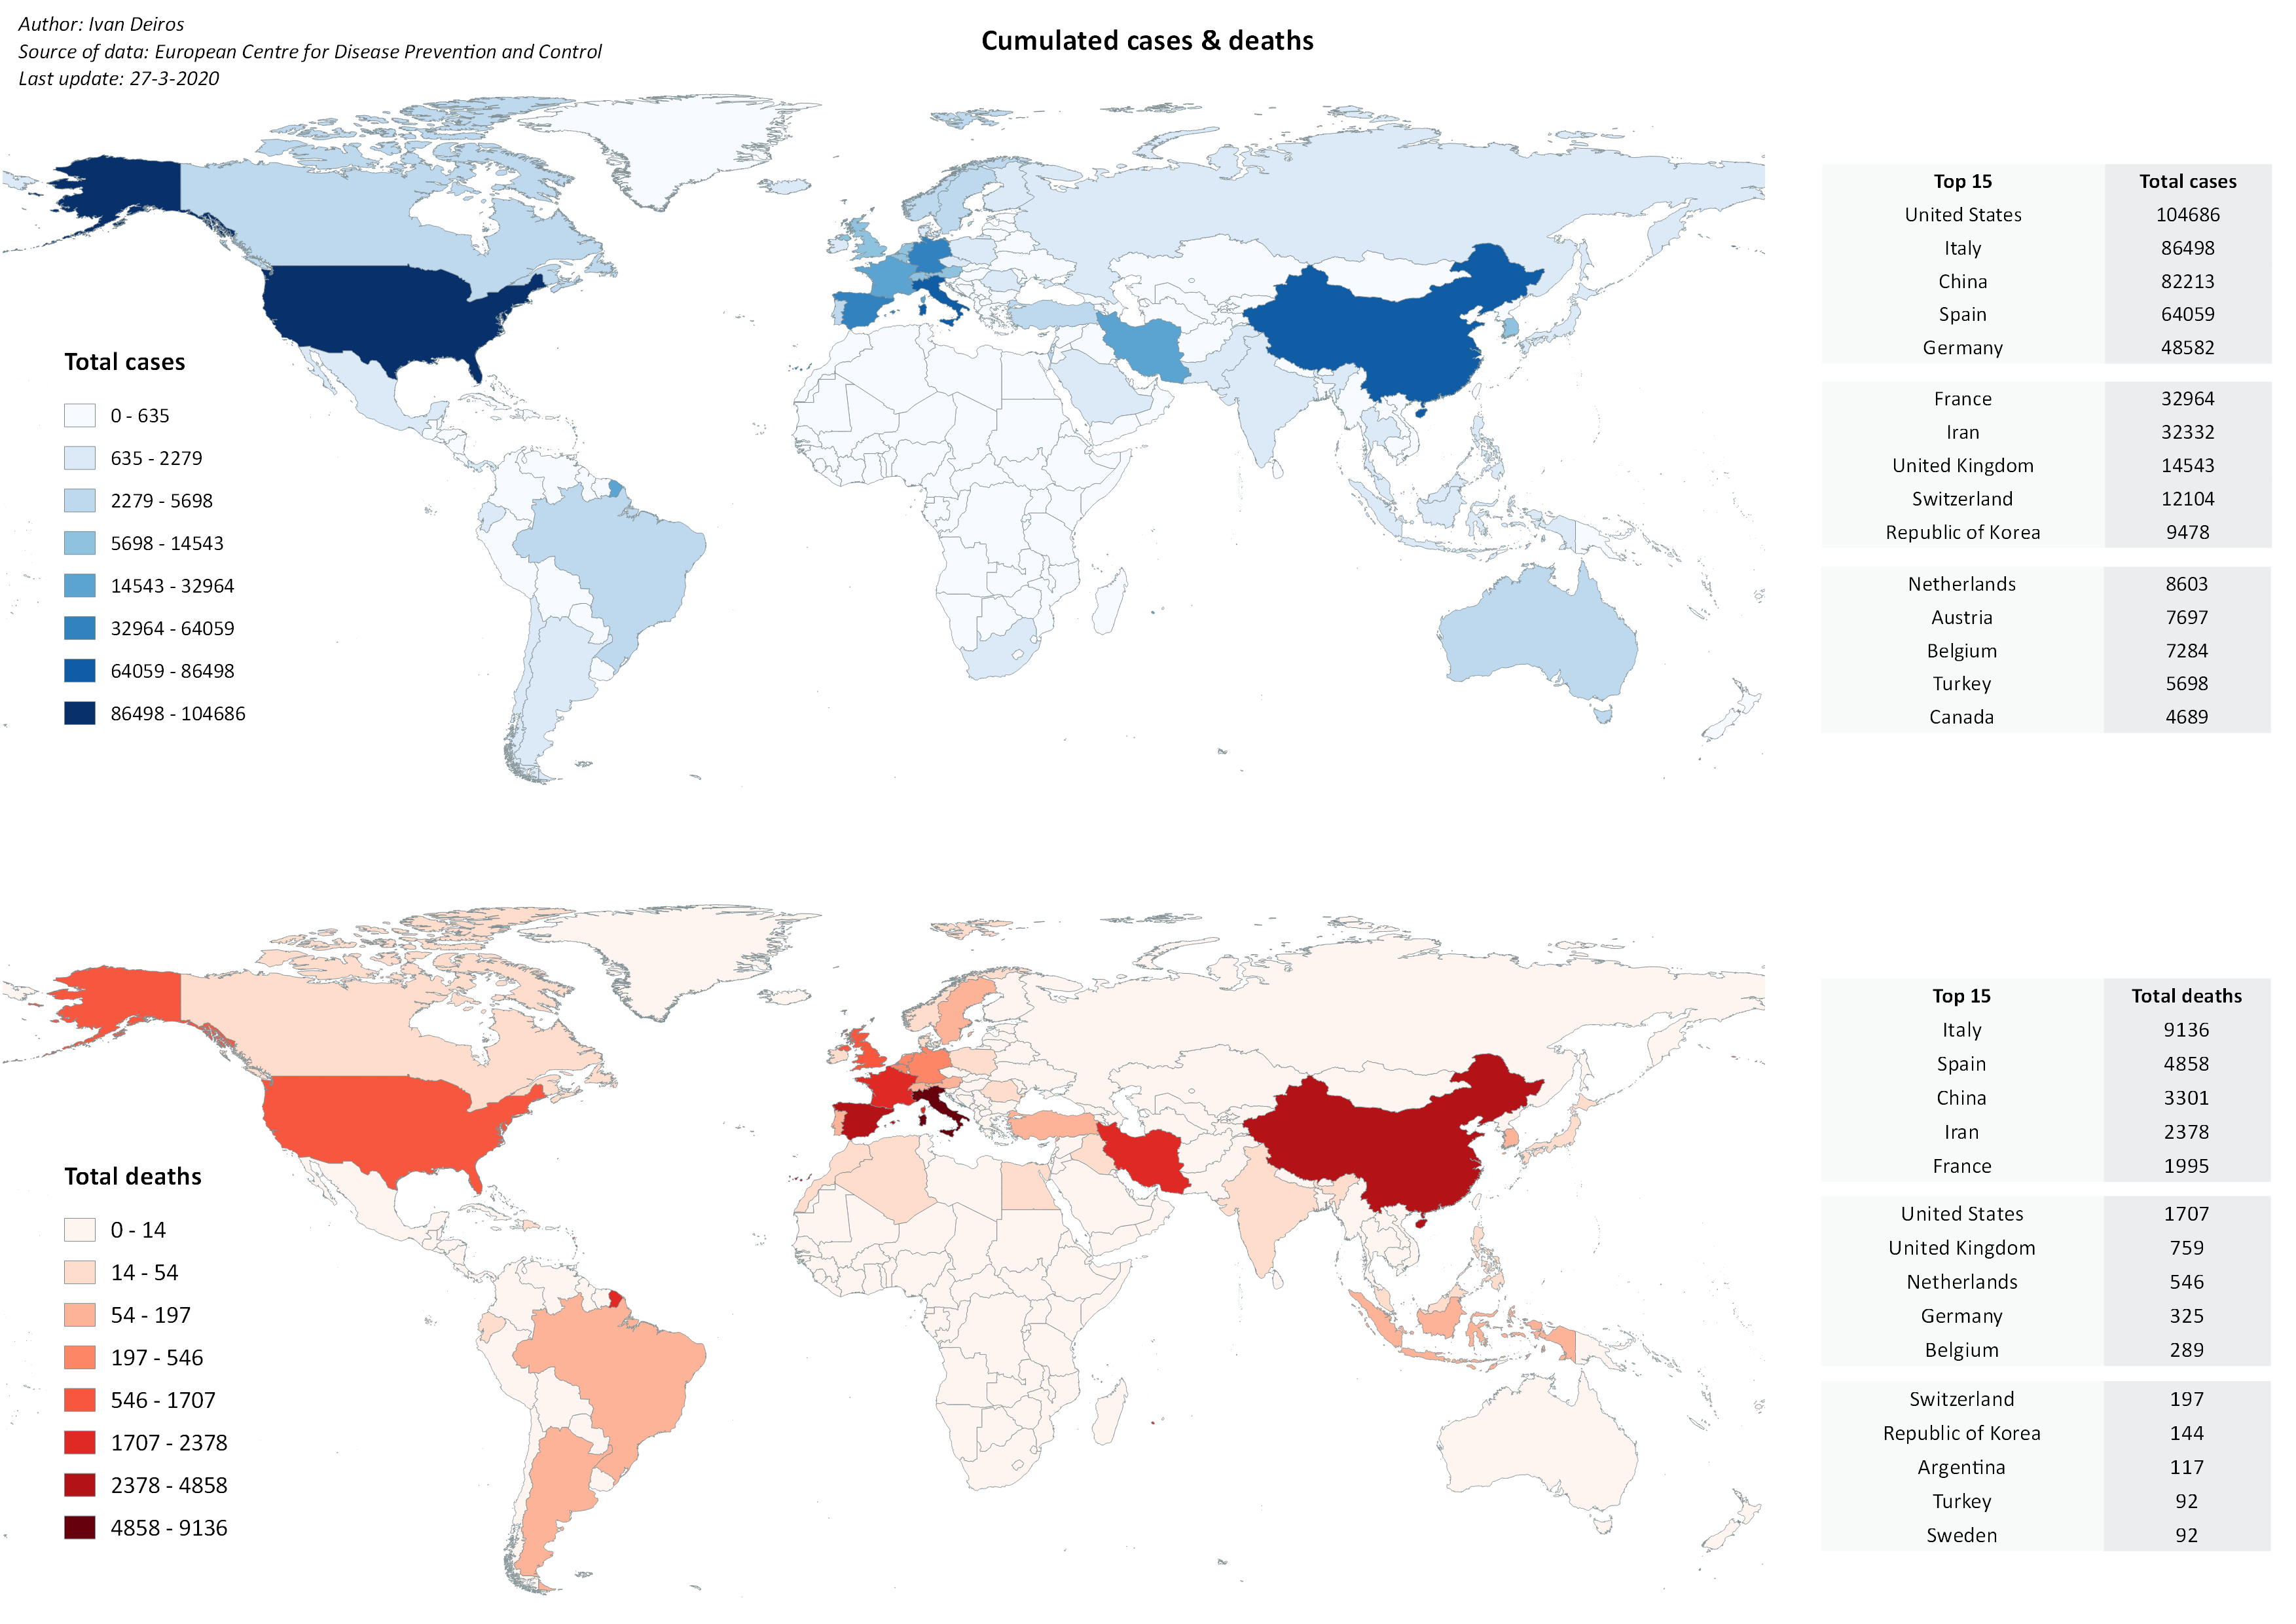 Author: Ivan Deiros
Source of data: European Centre for Disease Prevention and Control
Last update: 27-3-2020
Cumulated cases & deaths
Total cases
0 - 635
635 - 2279
2279 - 5698
5698 - 14543
14543 - 32964
32964 - 64059
64059 - 86498
86498 - 104686
Top 15 Total cases
United States 104686
Italy 86498
China 82213
Spain 64059
Germany 48582
France 32964
Iran 32332
United Kingdom 14543
Switzerland 12104
Republic of Korea 9478
Netherlands 8603
Austria 7697
Belgium 7284
Turkey 5698
Canada 4689
Total deaths
0 - 14
14 - 54
54 - 197
197 - 546
546 - 1707
1707 - 2378
2378 - 4858
4858 - 9136
Top 15 Total deaths
Italy 9136
Spain 4858
China 3301
Iran 2378
France 1995
United States 1707
United Kingdom 759
Netherlands 546
Germany 325
Belgium 289
Switzerland 197
Republic of Korea 144
Argentina 117
Turkey 92
Sweden 92